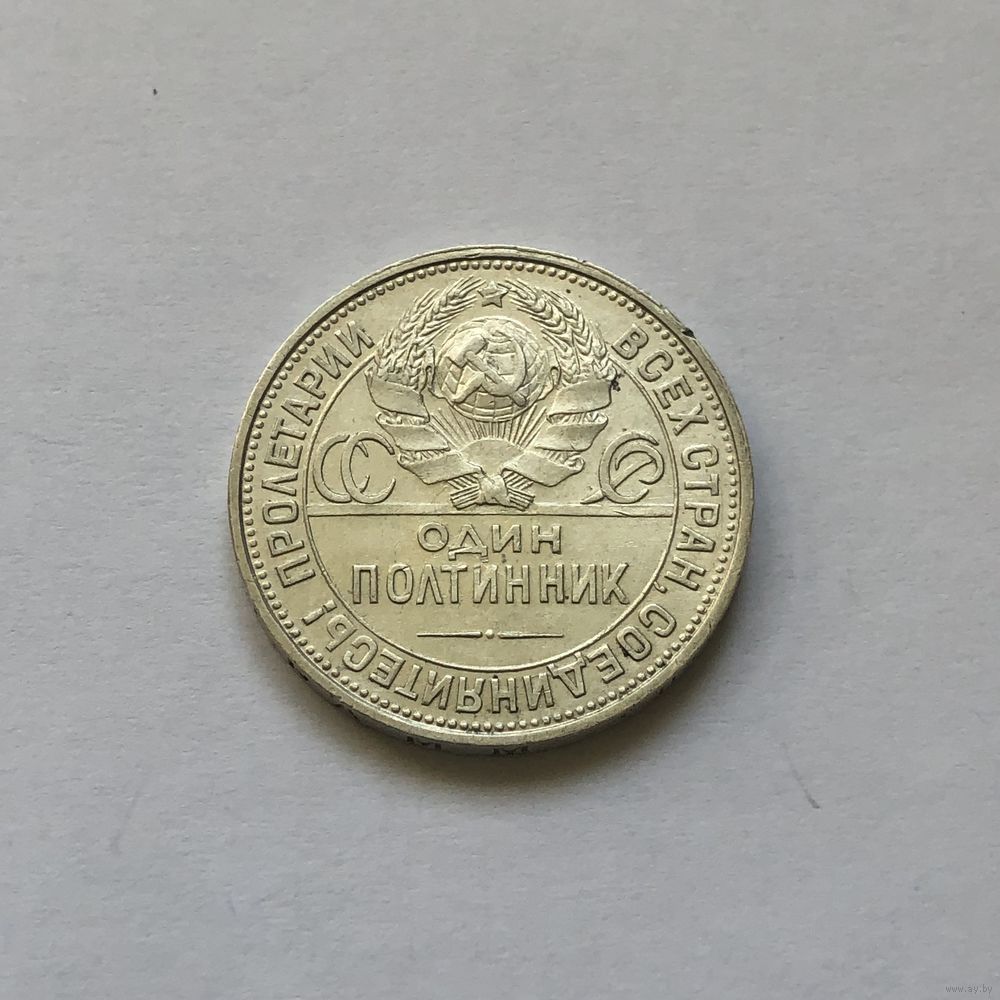 ПРОЛЕТАРИИ ВСЕХ СТРАН, СОЕДИНЯЙТЕСЬ!
СС СР
ОДИН
ПОЛТИННИК
www.ay.by